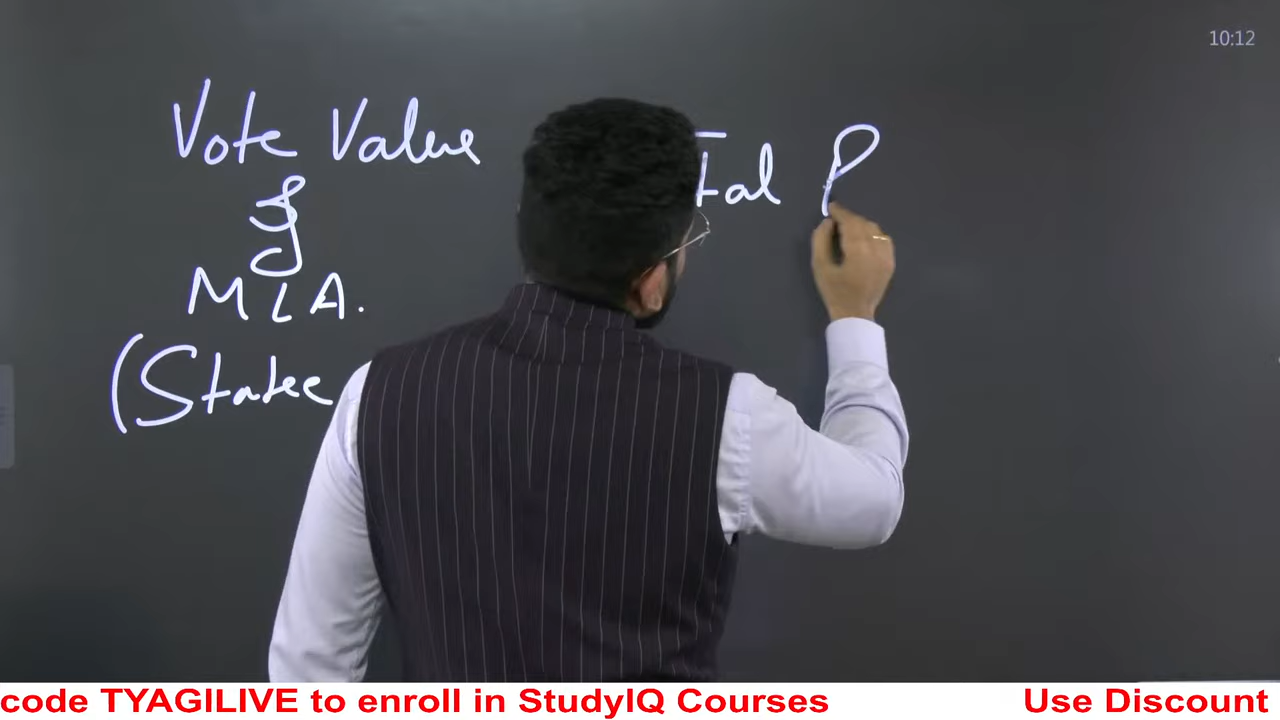 10:12
Vote Value
of
MLA.
(State
tal P
code TYAGILIVE to enroll in StudyIQ Courses Use Discount